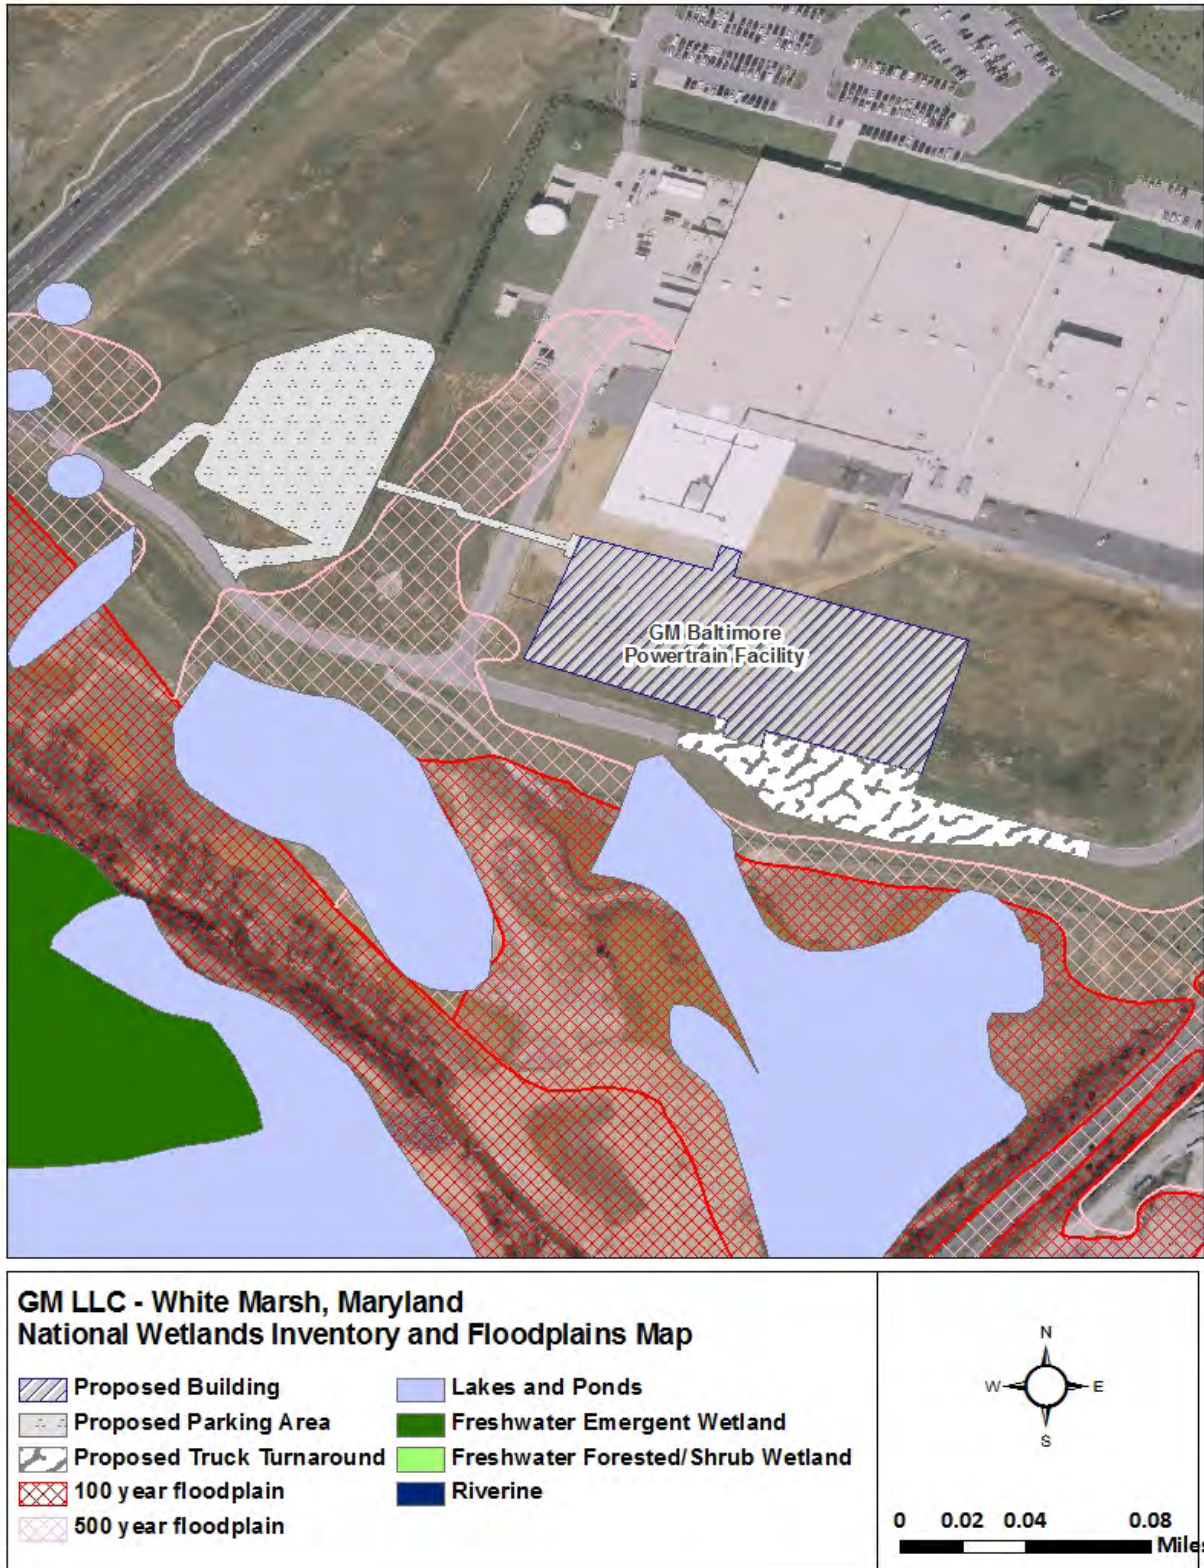 GM Baltimore
Powertrain Facility
GM LLC - White Marsh, Maryland
National Wetlands Inventory and Floodplains Map
Proposed Building
Proposed Parking Area
Proposed Truck Turnaround
100 year floodplain
500 year floodplain
Lakes and Ponds
Freshwater Emergent Wetland
Freshwater Forested/Shrub Wetland
Riverine
N
W E
S
0 0.02 0.04 0.08
Miles